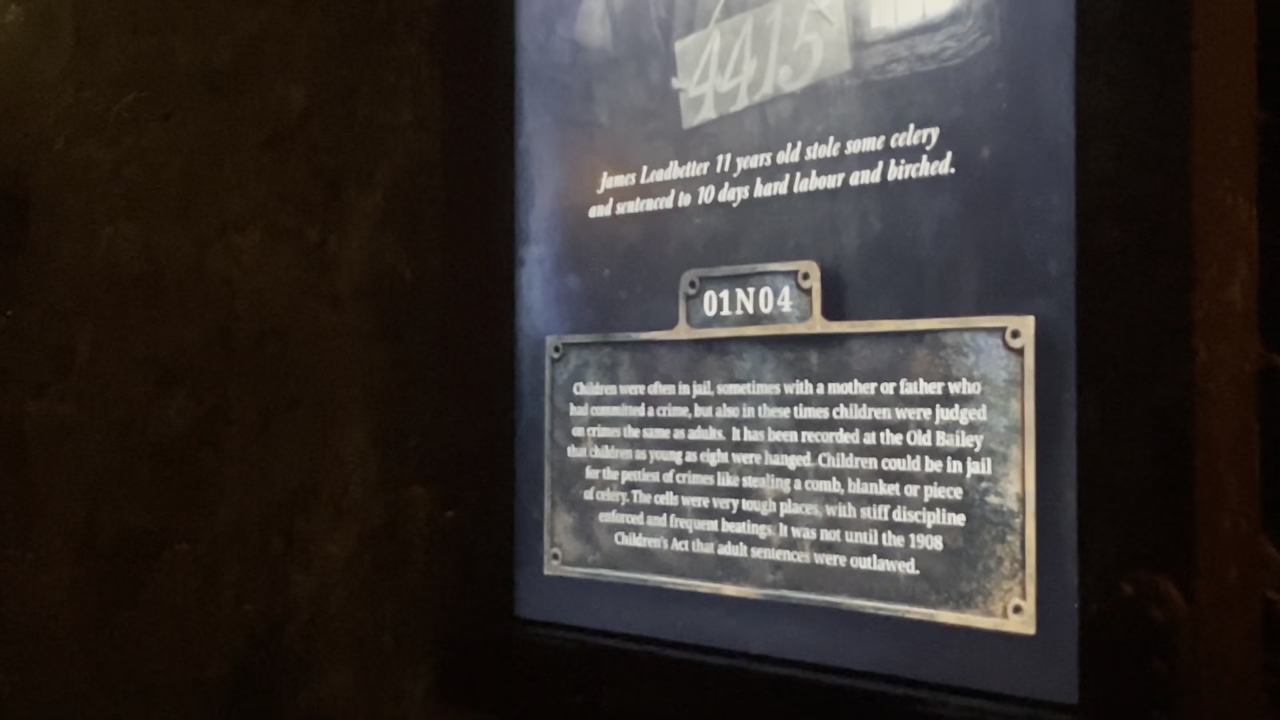 4415
James Leadbetter 11 years old stole some celery
and sentenced to 10 days hard labour and birched.
01N04
Children were often in jail, sometimes with a mother or father who
had committed a crime, but also in these times children were judged
on crimes the same as adults. It has been recorded at the Old Bailey
that children as young as eight were hanged. Children could be in jail
for the pettiest of crimes like stealing a comb, blanket or piece
of celery. The cells were very tough places, with stiff discipline
enforced and frequent beatings. It was not until the 1908
Children's Act that adult sentences were outlawed.